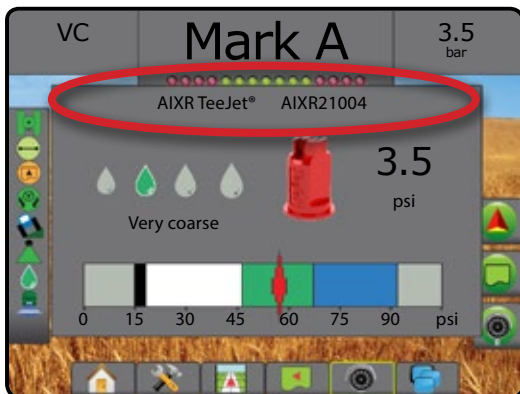 VC Mark A 3.5
bar
AIXR TeeJet® AIXR21004
3.5
psi
Very coarse
0 15 30 45 60 75 90 psi